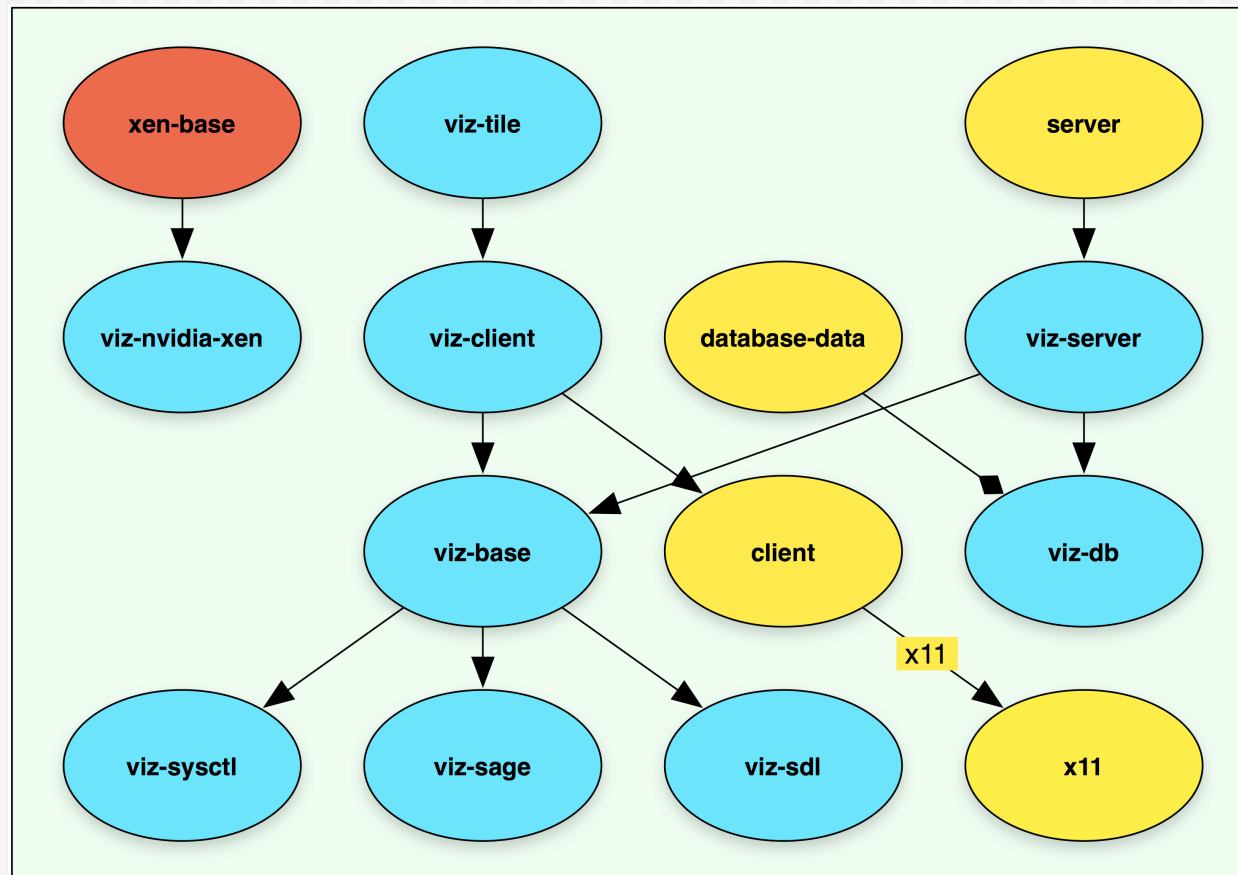 xen-base
viz-tile
server
viz-nvidia-xen
viz-client
database-data
viz-server
viz-base
client
viz-db
x11
viz-sysctl
viz-sage
viz-sdl
x11